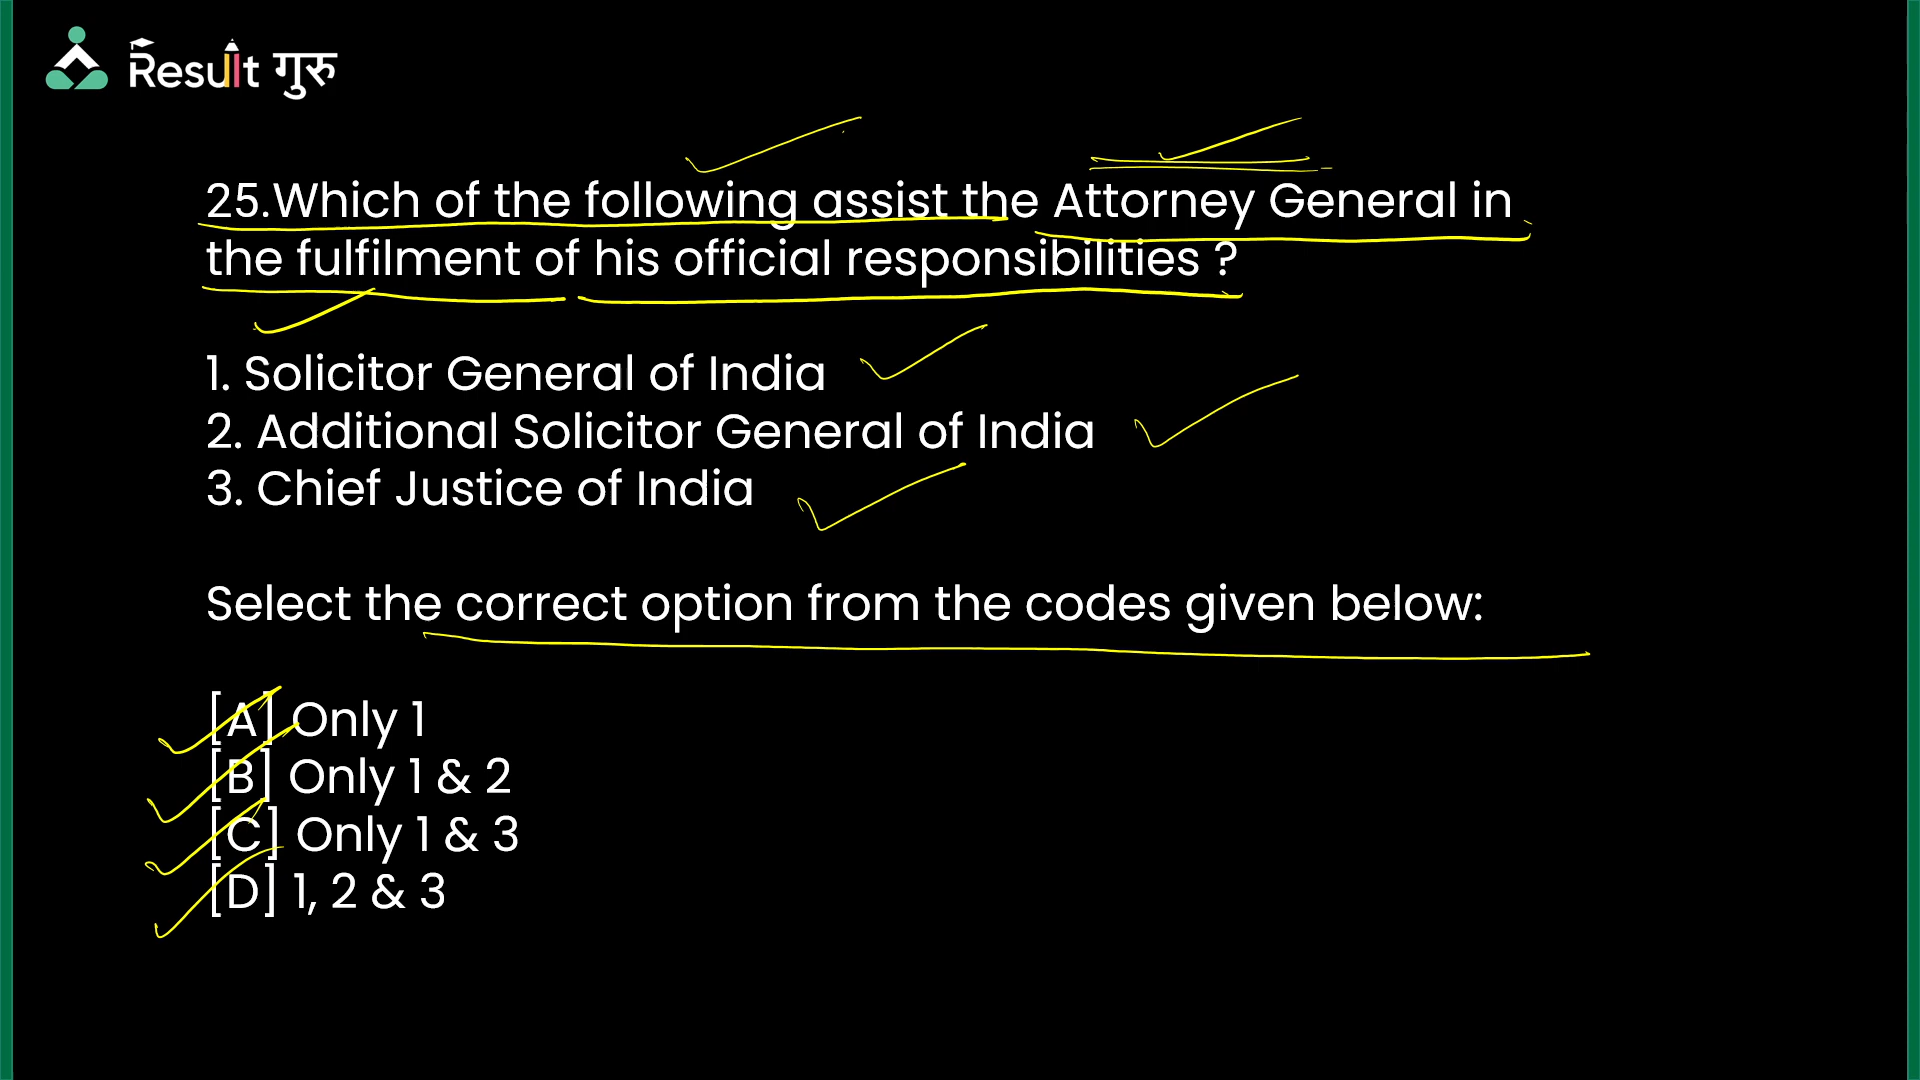 Result गुरु
25.Which of the following assist the Attorney General in
the fulfilment of his official responsibilities ?
1. Solicitor General of India
2. Additional Solicitor General of India
3. Chief Justice of India
Select the correct option from the codes given below:
[A] Only 1
[B] Only 1 & 2
[C] Only 1 & 3
[D] 1, 2 & 3